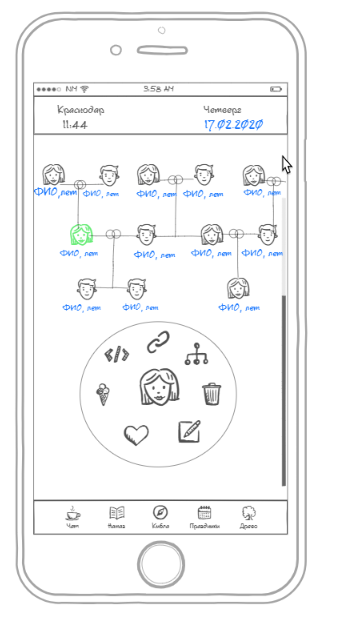 NM 3:58 AM
Краснодар Четверг
11:44 17.02.2020
ФИО, лет ФИО, лет ФИО, лет ФИО, лет ФИО, лет
ФИО, лет ФИО, лет ФИО, лет ФИО, лет
ФИО, лет ФИО, лет ФИО, лет
</>
Чат Намаз Кибла Праздники Древо